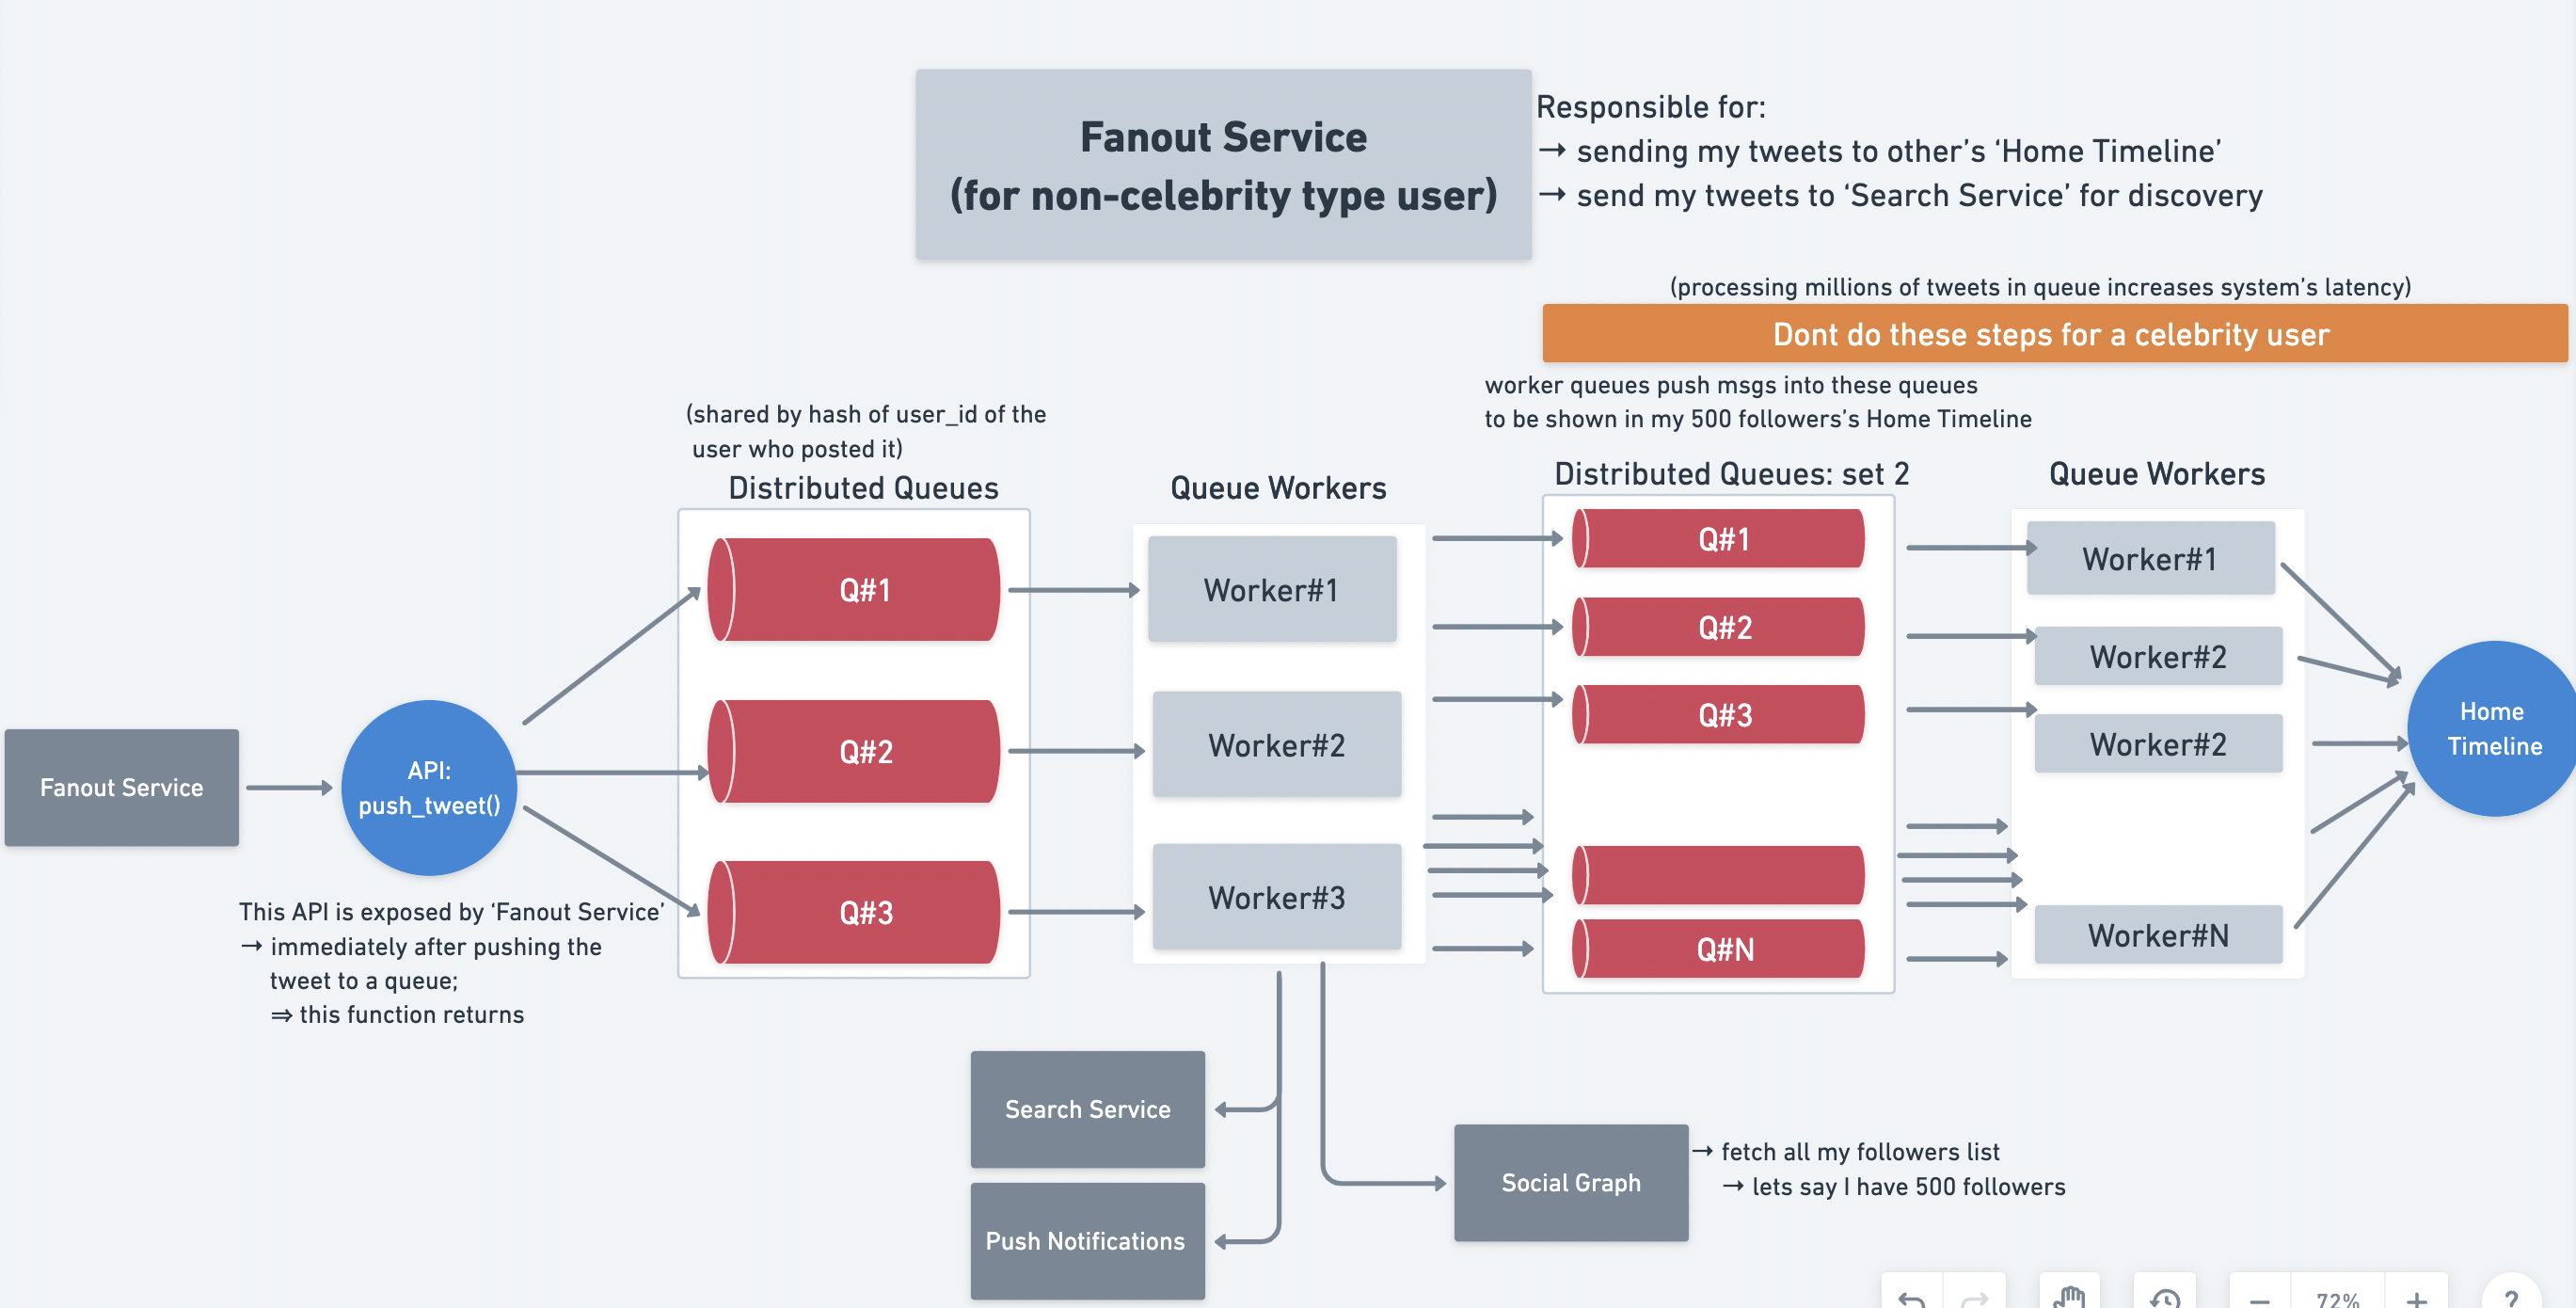 Fanout Service
(for non-celebrity type user)
Responsible for:
→ sending my tweets to other's ‘Home Timeline’
→ send my tweets to ‘Search Service’ for discovery
(processing millions of tweets in queue increases system's latency)
Dont do these steps for a celebrity user
worker queues push msgs into these queues
to be shown in my 500 followers's Home Timeline
(shared by hash of user_id of the
user who posted it)
Distributed Queues
Queue Workers
Distributed Queues: set 2
Queue Workers
Fanout Service
API:
push_tweet()
This API is exposed by ‘Fanout Service’
→ immediately after pushing the
tweet to a queue;
⇒ this function returns
Q#1
Q#2
Q#3
Worker#1
Worker#2
Worker#3
Q#1
Q#2
Q#3
Q#N
Worker#1
Worker#2
Worker#2
Worker#N
Home
Timeline
Search Service
Push Notifications
Social Graph
→ fetch all my followers list
→ lets say I have 500 followers
72%
?